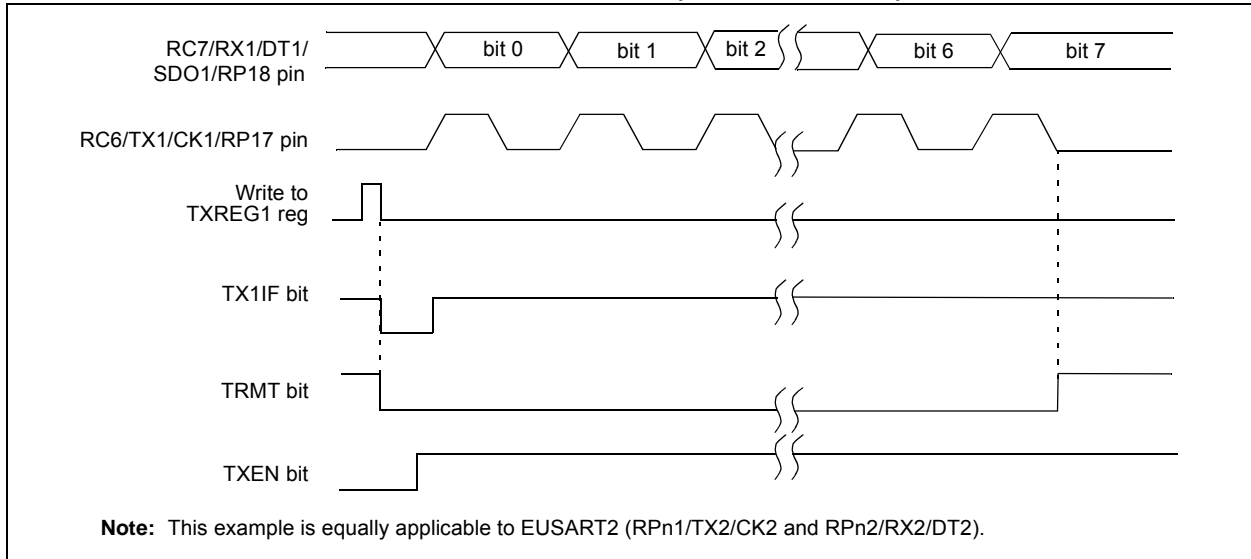 RC7/RX1/DT1/
SDO1/RP18 pin
bit 0
bit 1
bit 2
bit 6
bit 7
RC6/TX1/CK1/RP17 pin
Write to
TXREG1 reg
TX1IF bit
TRMT bit
TXEN bit
Note: This example is equally applicable to EUSART2 (RPn1/TX2/CK2 and RPn2/RX2/DT2).